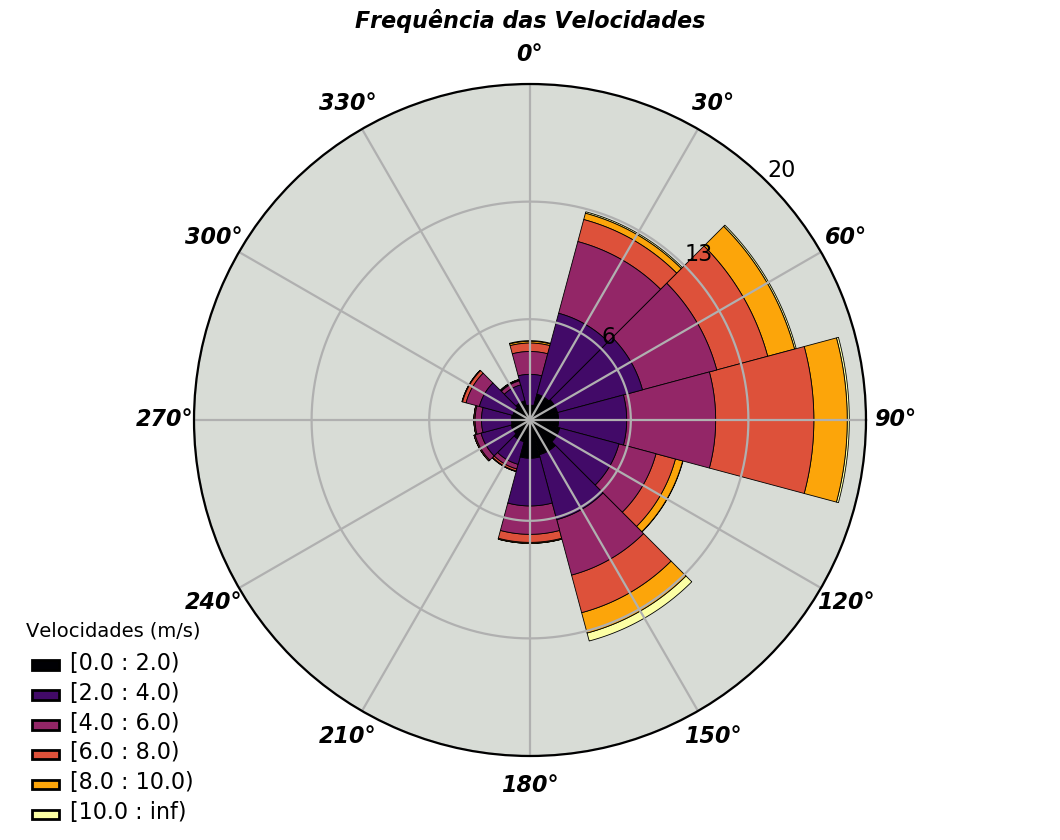 Frequência das Velocidades
0°
330°
30°
20
300°
60°
13
6
270°
90°
240°
120°
210°
150°
180°
Velocidades (m/s)
[0.0 : 2.0)
[2.0 : 4.0)
[4.0 : 6.0)
[6.0 : 8.0)
[8.0 : 10.0)
[10.0 : inf)